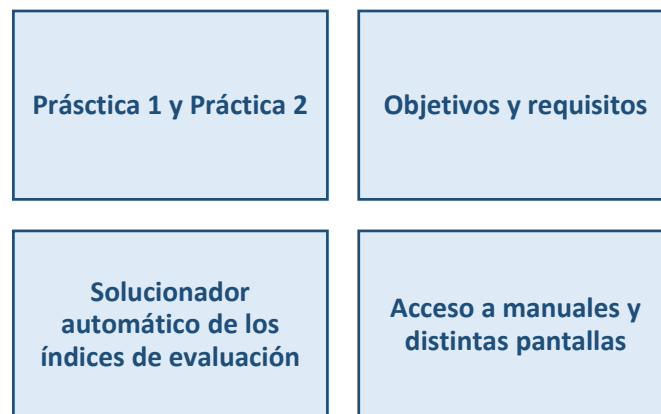 Prásctica 1 y Práctica 2
Objetivos y requisitos
Solucionador
automático de los
índices de evaluación
Acceso a manuales y
distintas pantallas